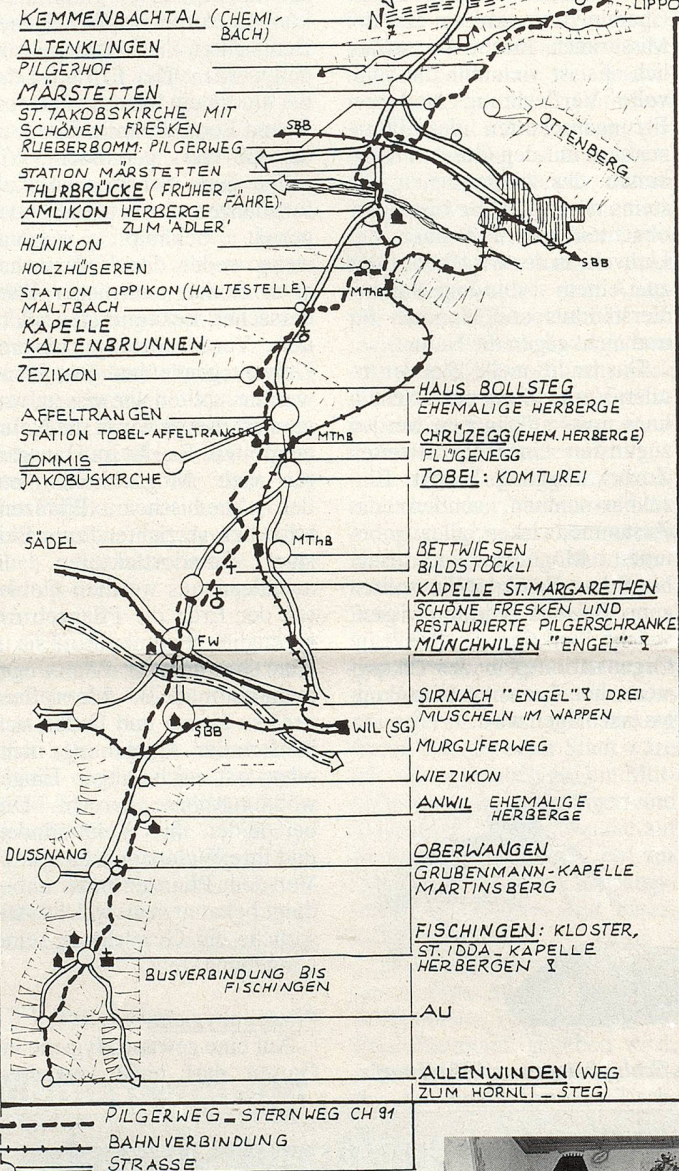 LIPPO
KEMMENBACHTAL (CHEMI-
BACH)
N
ALTENKLINGEN
PILGERHOF
MÄRSTETTEN
ST. JAKOBSKIRCHE MIT
SCHÖNEN FRESKEN
SBB
OTTENBERG
RUEBERBOMM-PILGERWEG
STATION MÄRSTETTEN
THURBRÜCKE (FRÜHER
FÄHRE)
AMLIKON HERBERGE
ZUM 'ADLER'
HÜNIKON
SBB
HOLZHÜSEREN
STATION OPPIKON (HALTESTELLE)
MThB
MALTBACH
KAPELLE
KALTENBRUNNEN
ZEZIKON
AFFELTRANGEN
STATION TOBEL-AFFELTRANGEN
MThB
LOMMIS
JAKOBUSKIRCHE
HAUS BOLLSTEG
EHEMALIGE HERBERGE
CHRÜZEGG (EHEM. HERBERGE)
FLÜGENEGG
TOBEL: KOMTUREI
SÄDEL
MThB
BETTWIESEN
BILDSTÖCKLI
KAPELLE ST.MARGARETHEN
SCHÖNE FRESKEN UND
RESTAURIERTE PILGERSCHRANKE
FW
MÜNCHWILEN "ENGEL"
SIRNACH "ENGEL" DREI
MUSCHELN IM WAPPEN
SBB
WIL (SG)
MURGUFERWEG
WIEZIKON
ANWIL EHEMALIGE
HERBERGE
DUSSNANG
OBERWANGEN
GRUBENMANN-KAPELLE
MARTINSBERG
FISCHINGEN: KLOSTER,
ST. IDDA-KAPELLE
HERBERGEN
BUSVERBINDUNG BIS
FISCHINGEN
AU
ALLENWINDEN (WEG
ZUM HÖRNLI-STEG)
PILGERWEG-STERNWEG CH 91
BAHNVERBINDUNG
STRASSE